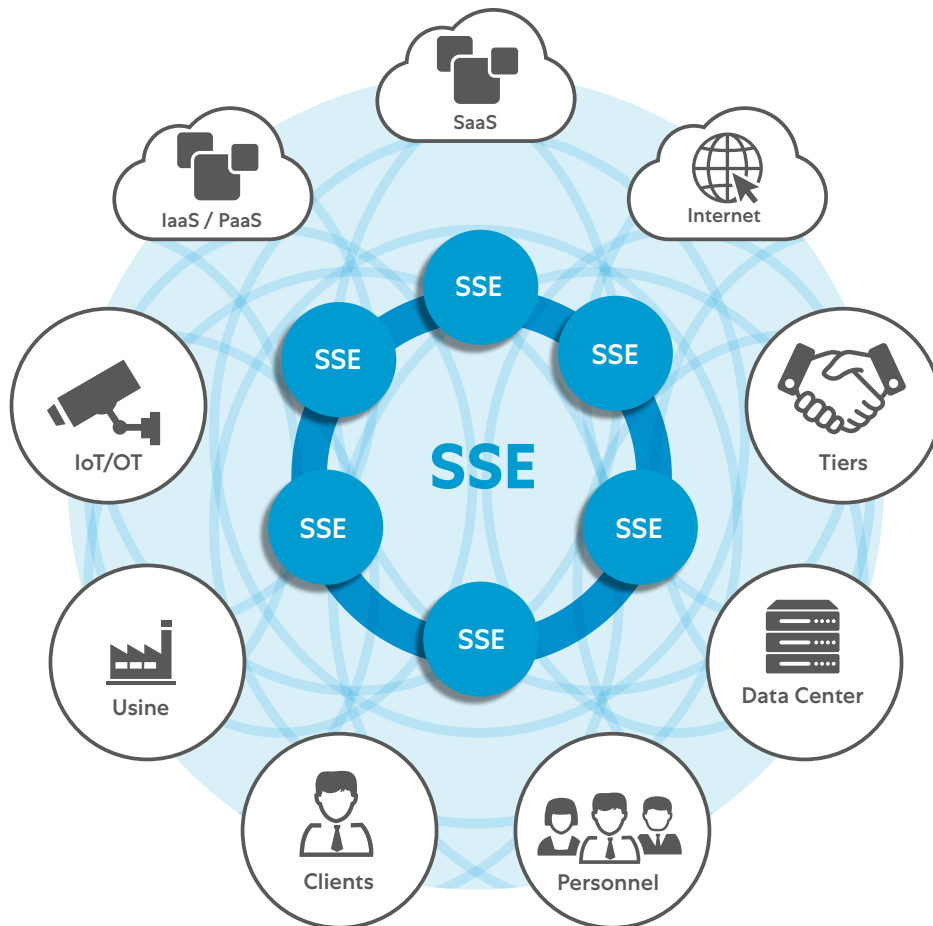 SaaS
IaaS / PaaS
Internet
SSE
SSE
SSE
IoT/OT
Tiers
SSE
SSE
SSE
SSE
Usine
Data Center
Clients
Personnel